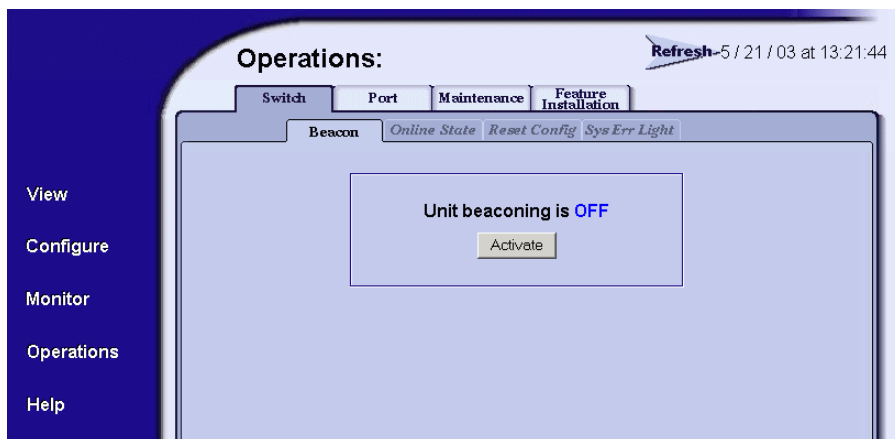 Operations:
Refresh-5 / 21 / 03 at 13:21:44
Switch Port Maintenance Feature Installation
Beacon Online State Reset Config Sys Err Light
Unit beaconing is OFF
Activate
View
Configure
Monitor
Operations
Help